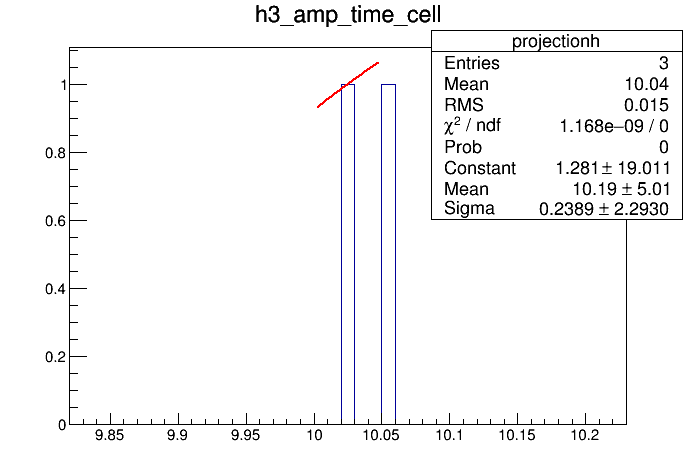 h3_amp_time_cell
projectionh
Entries 3
Mean 10.04
RMS 0.015
χ² / ndf 1.168e−09 / 0
Prob 0
Constant 1.281 ± 19.011
Mean 10.19 ± 5.01
Sigma 0.2389 ± 2.2930
1
0.8
0.6
0.4
0.2
0
9.85 9.9 9.95 10 10.05 10.1 10.15 10.2